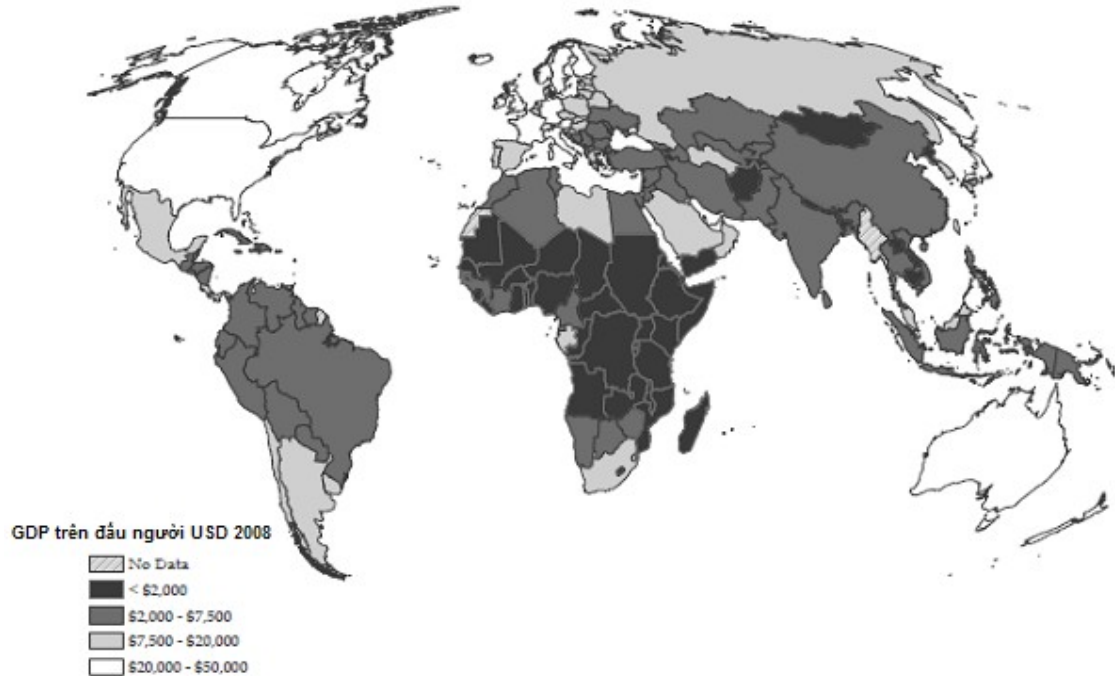 GDP trên đầu người USD 2008
No Data
< $2,000
$2,000 - $7,500
$7,500 - $20,000
$20,000 - $50,000